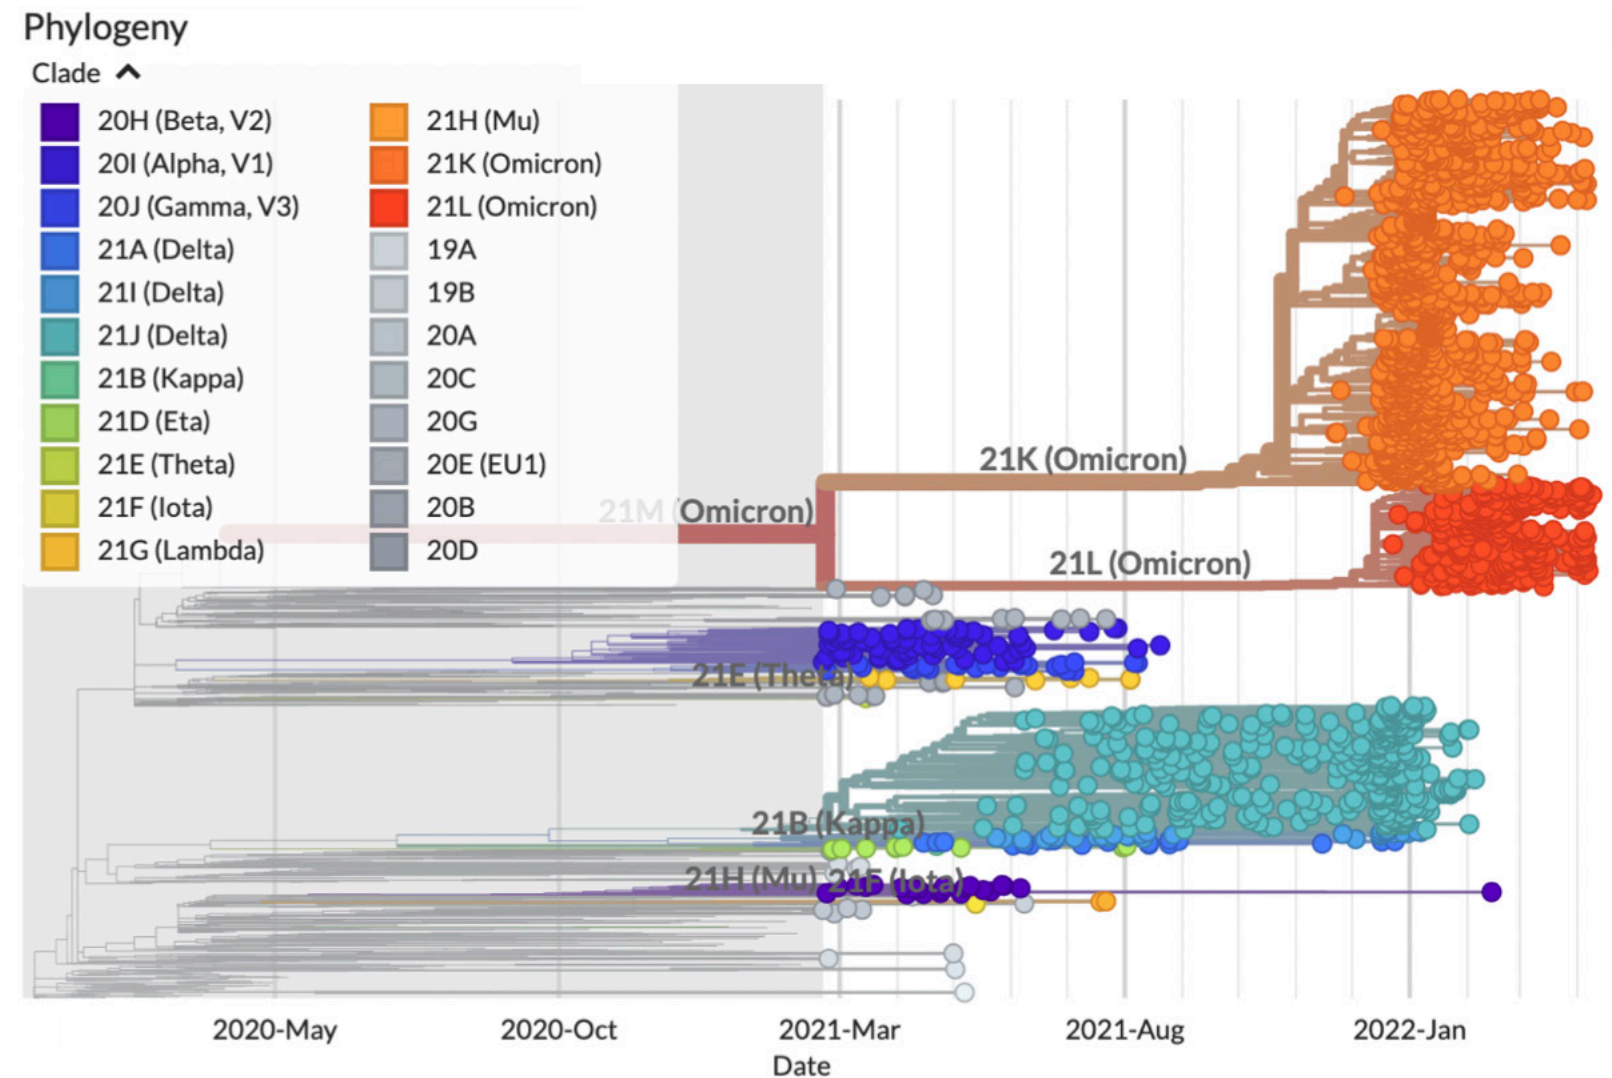 Phylogeny
Clade
20H (Beta, V2)
20I (Alpha, V1)
20J (Gamma, V3)
21A (Delta)
21I (Delta)
21J (Delta)
21B (Kappa)
21D (Eta)
21E (Theta)
21F (Iota)
21G (Lambda)
21H (Mu)
21K (Omicron)
21L (Omicron)
19A
19B
20A
20C
20G
20E (EU1)
20B
20D
21K (Omicron)
21M (Omicron)
21L (Omicron)
21E (Theta)
21B (Kappa)
21H (Mu) 21F (Iota)
2020-May 2020-Oct 2021-Mar 2021-Aug 2022-Jan
Date